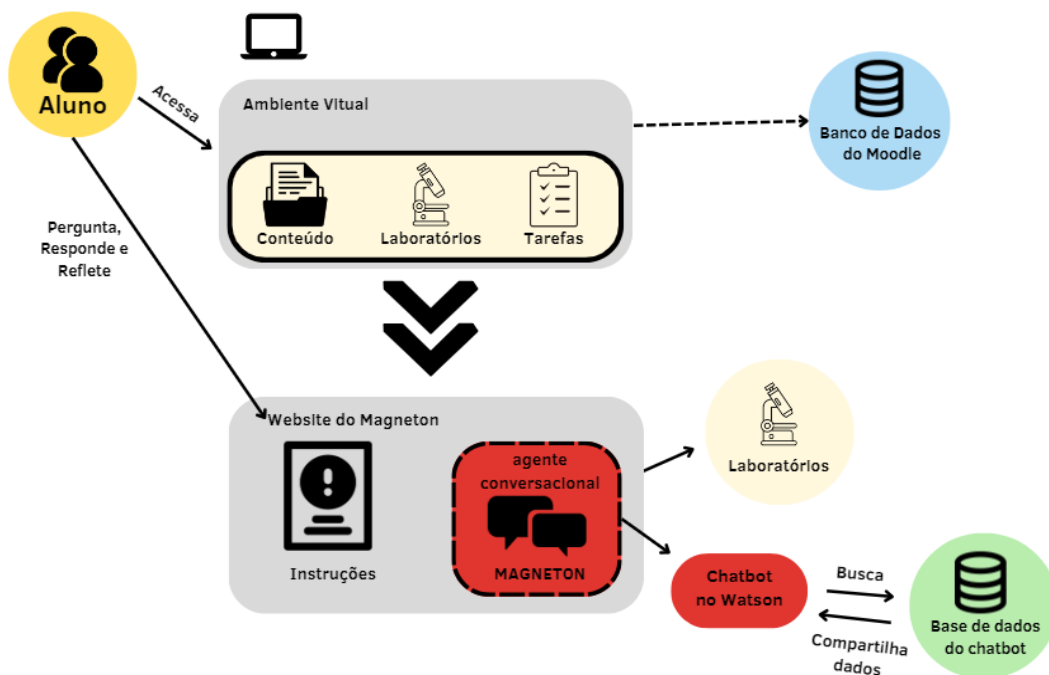 Aluno
Acessa
Ambiente Vitual
Conteúdo
Laboratórios
Tarefas
Banco de Dados
do Moodle
Pergunta,
Responde e
Reflete
Website do Magneton
Instruções
agente
conversacional
MAGNETON
Laboratórios
Chatbot
no Watson
Busca
Compartilha
dados
Base de dados
do chatbot